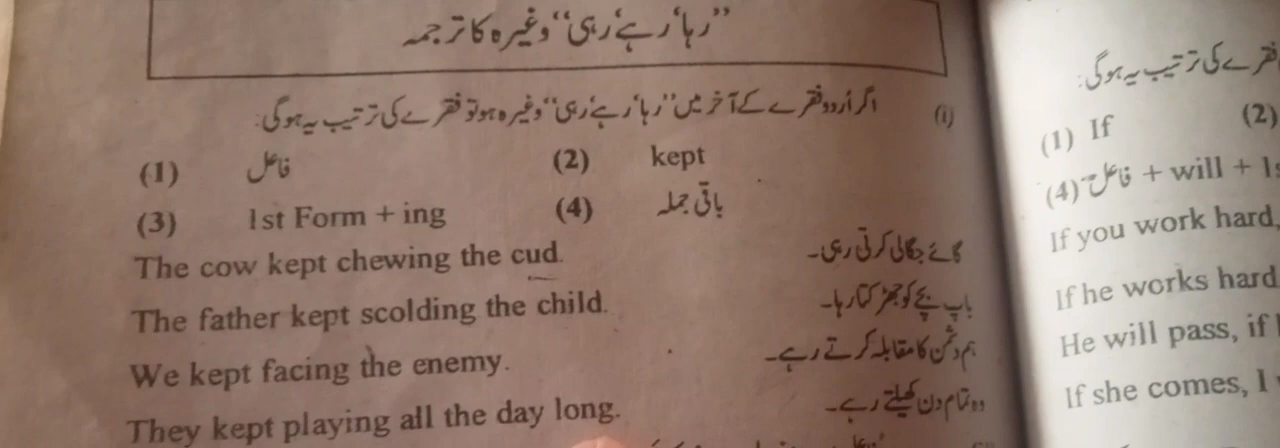 ”رہا‘ رہے‘ رہی“ وغیرہ کا ترجمہ
(i) اگر اُردو فقرے کے آخر میں ”رہا‘ رہے‘ رہی“ وغیرہ ہو تو فقرے کی ترتیب یہ ہوگی:
(1) فاعل (2) kept
(3) 1st Form + ing (4) باقی جملہ
The cow kept chewing the cud. گائے جگالی کرتی رہی۔
The father kept scolding the child. باپ بچے کو جھڑکتا رہا۔
We kept facing the enemy. ہم دشمن کا مقابلہ کرتے رہے۔
They kept playing all the day long. وہ تمام دن کھیلتے رہے۔
فقرے کی ترتیب یہ ہوگی:
(1) If (2)
(4) فاعل + will +
If you work hard,
If he works hard
He will pass, if
If she comes, I